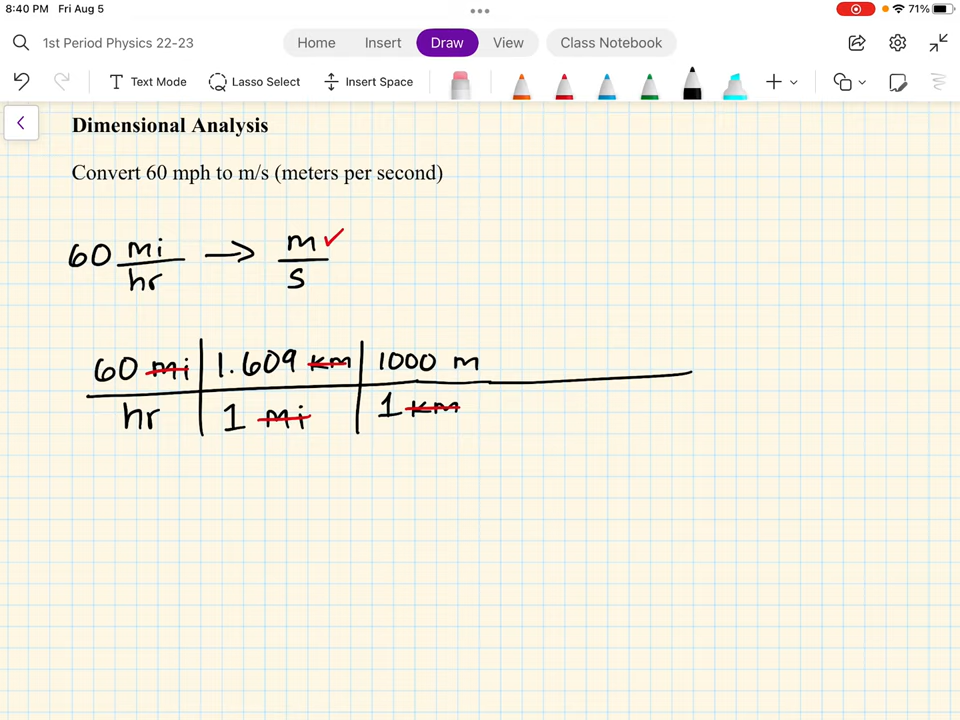 8:40 PM Fri Aug 5 71%
1st Period Physics 22-23 Home Insert Draw View Class Notebook
Text Mode Lasso Select Insert Space
Dimensional Analysis
Convert 60 mph to m/s (meters per second)
60 mi/hr → m/s ✓
60 mi | 1.609 km | 1000 m
hr | 1 mi | 1 km